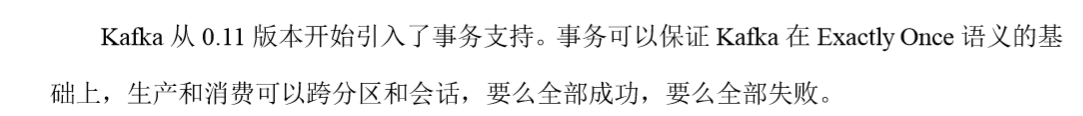 Kafka 从 0.11 版本开始引入了事务支持。事务可以保证 Kafka 在 Exactly Once 语义的基
础上，生产和消费可以跨分区和会话，要么全部成功，要么全部失败。